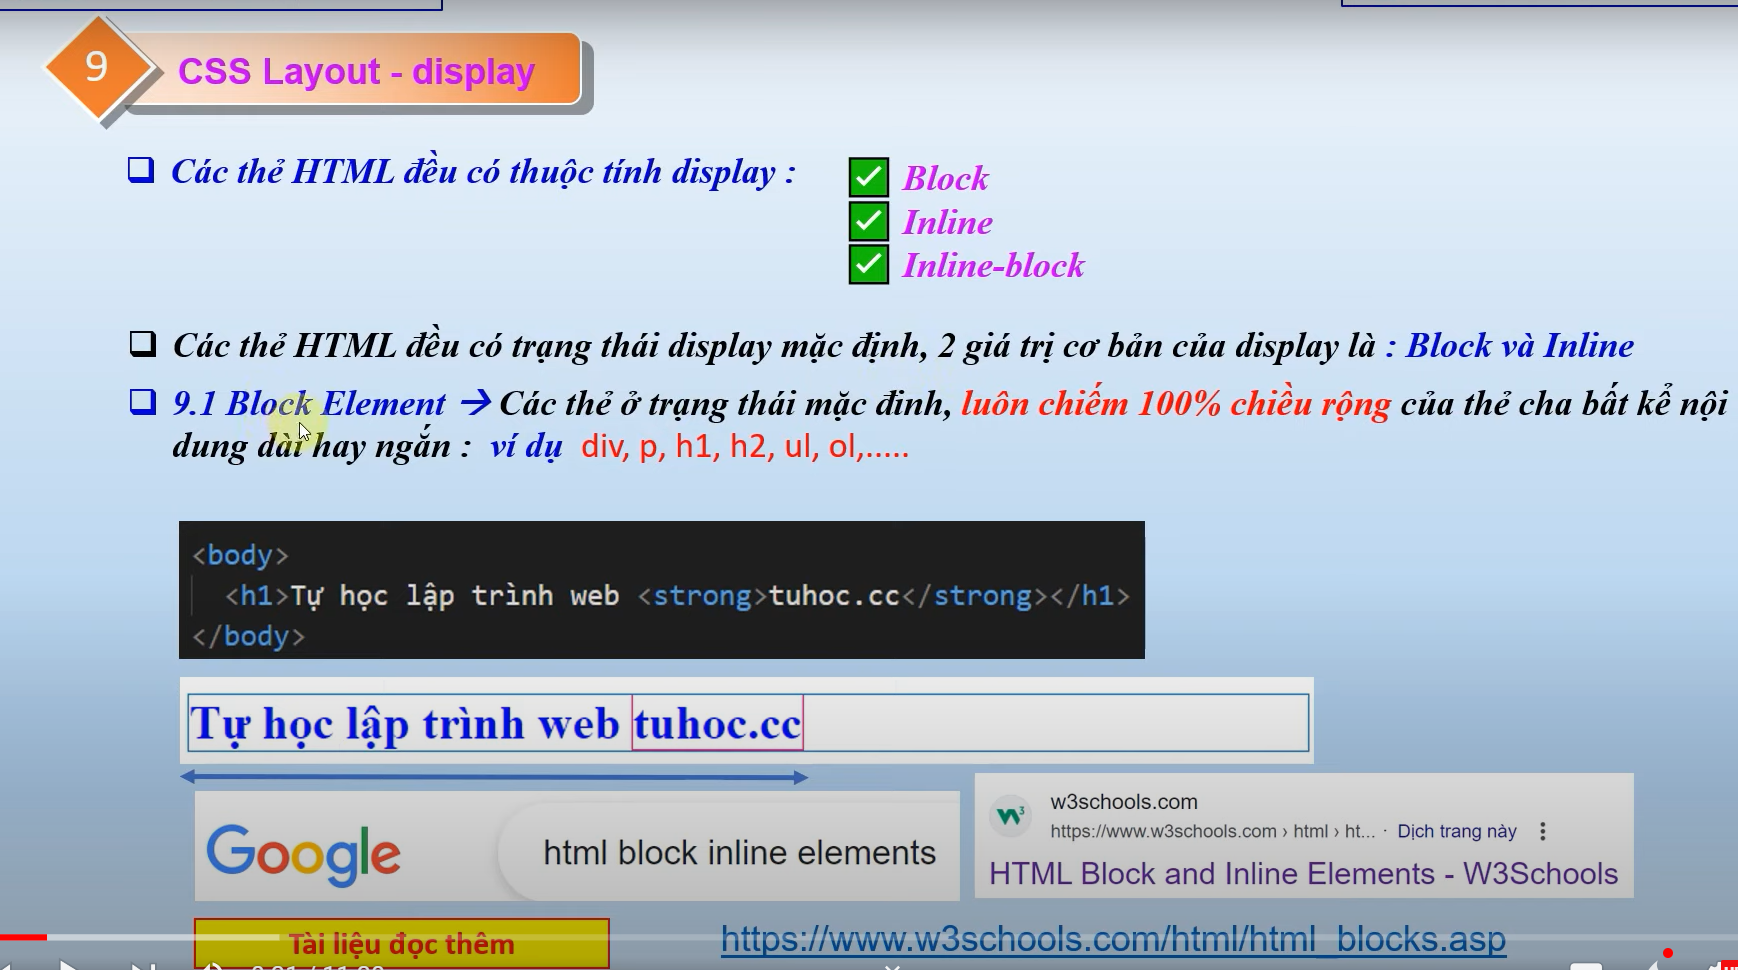 9
CSS Layout - display
Các thẻ HTML đều có thuộc tính display :
Block
Inline
Inline-block
Các thẻ HTML đều có trạng thái display mặc định, 2 giá trị cơ bản của display là : Block và Inline
9.1 Block Element → Các thẻ ở trạng thái mặc đinh, luôn chiếm 100% chiều rộng của thẻ cha bất kể nội
dung dài hay ngắn : ví dụ div, p, h1, h2, ul, ol,.....
<body>
<h1>Tự học lập trình web <strong>tuhoc.cc</strong></h1>
</body>
Tự học lập trình web tuhoc.cc
Google
html block inline elements
w3schools.com
https://www.w3schools.com › html › ht... · Dịch trang này
HTML Block and Inline Elements - W3Schools
Tài liệu đọc thêm
https://www.w3schools.com/html/html_blocks.asp